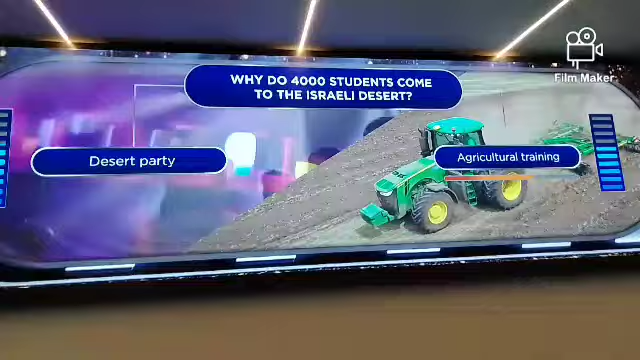 Film Maker
WHY DO 4000 STUDENTS COME
TO THE ISRAELI DESERT?
Desert party
Agricultural training